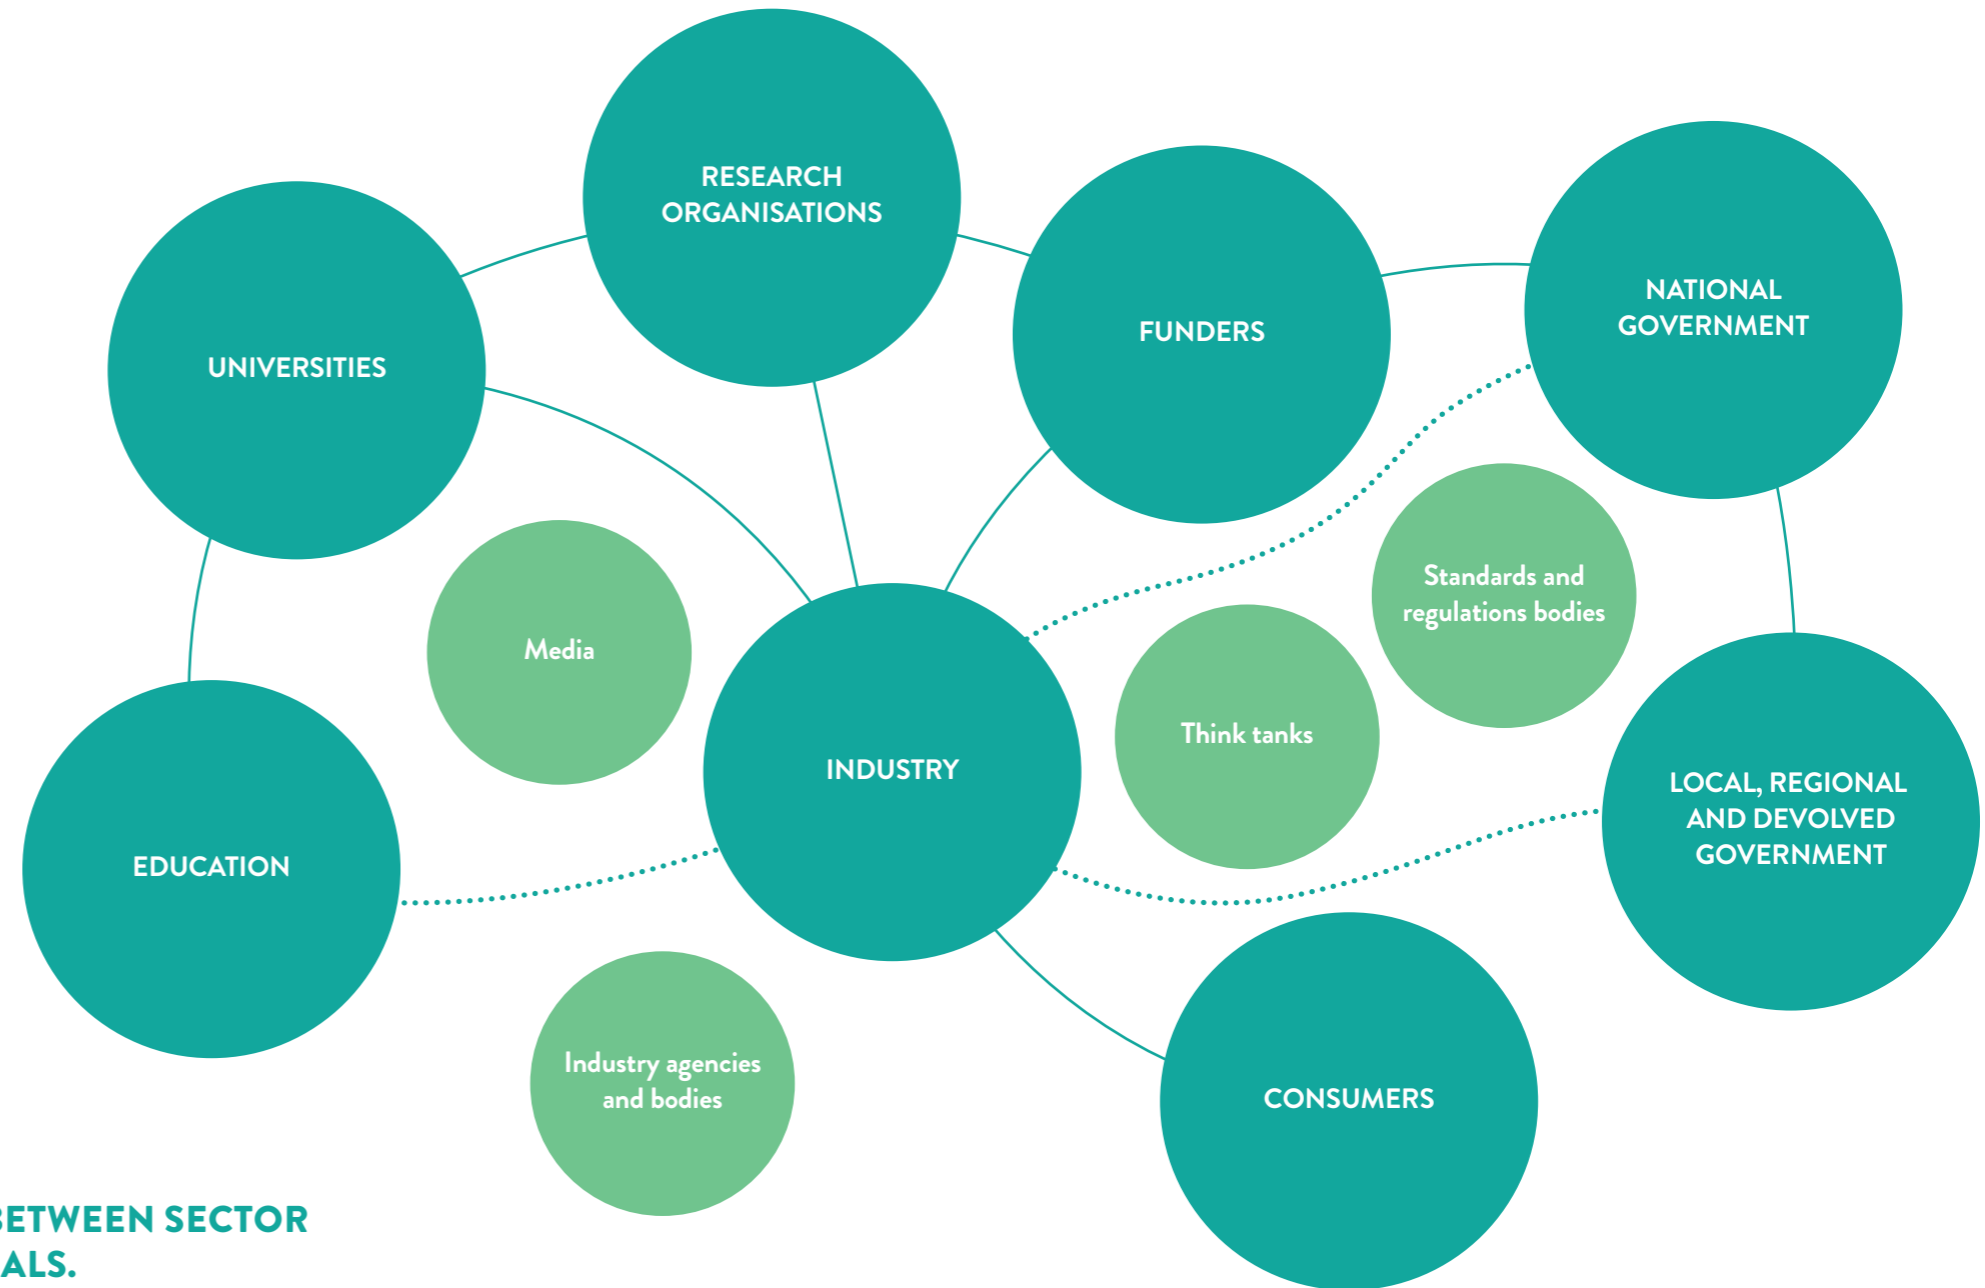 RESEARCH
ORGANISATIONS
NATIONAL
GOVERNMENT
FUNDERS
UNIVERSITIES
Standards and
regulations bodies
Media
Think tanks
INDUSTRY
LOCAL, REGIONAL
AND DEVOLVED
GOVERNMENT
EDUCATION
Industry agencies
and bodies
CONSUMERS
BETWEEN SECTOR
ALS.